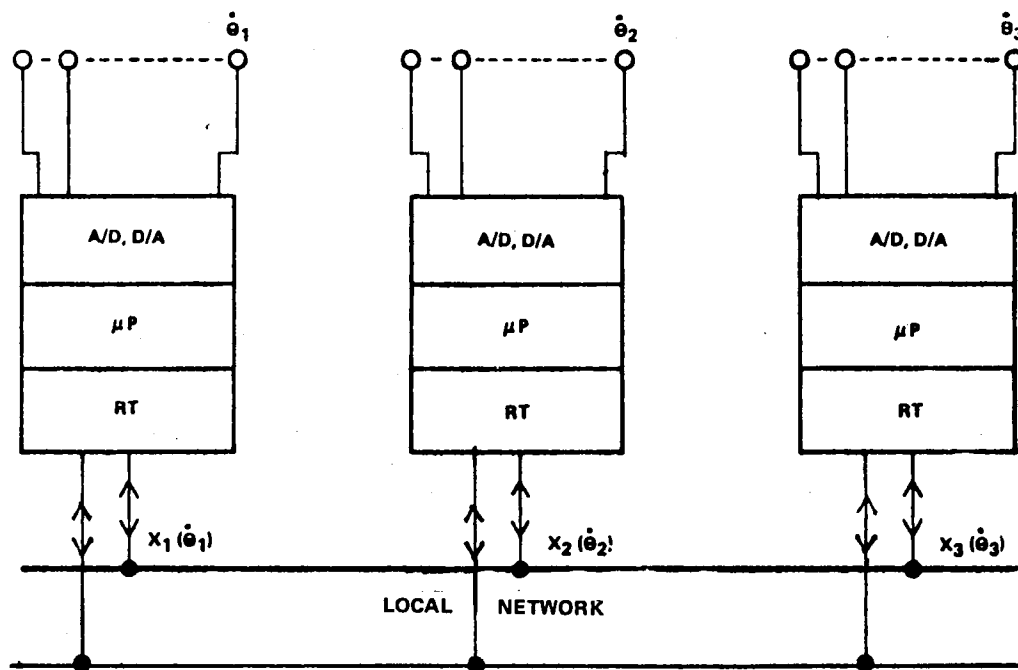 θ̇₁ θ̇₂ θ̇₃
A/D, D/A A/D, D/A A/D, D/A
μP μP μP
RT RT RT
X₁ (θ̇₁) X₂ (θ̇₂) X₃ (θ̇₃)
LOCAL NETWORK